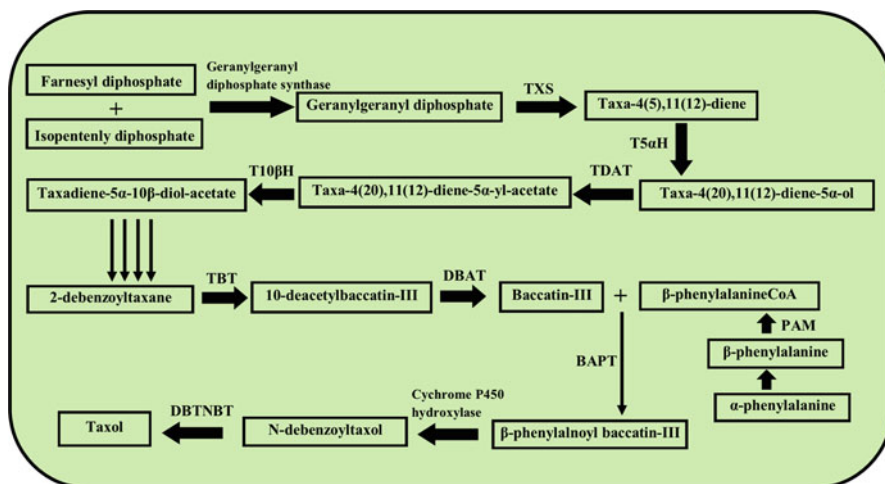 Farnesyl diphosphate
+
Isopentenly diphosphate
Geranylgeranyl
diphosphate synthase
Geranylgeranyl diphosphate
TXS
Taxa-4(5),11(12)-diene
T5αH
Taxadiene-5α-10β-diol-acetate
T10βH
Taxa-4(20),11(12)-diene-5α-yl-acetate
TDAT
Taxa-4(20),11(12)-diene-5α-ol
2-debenzoyltaxane
TBT
10-deacetylbaccatin-III
DBAT
Baccatin-III
+
β-phenylalanineCoA
PAM
β-phenylalanine
α-phenylalanine
BAPT
Taxol
DBTNBT
N-debenzoyltaxol
Cychrome P450
hydroxylase
β-phenylalnoyl baccatin-III